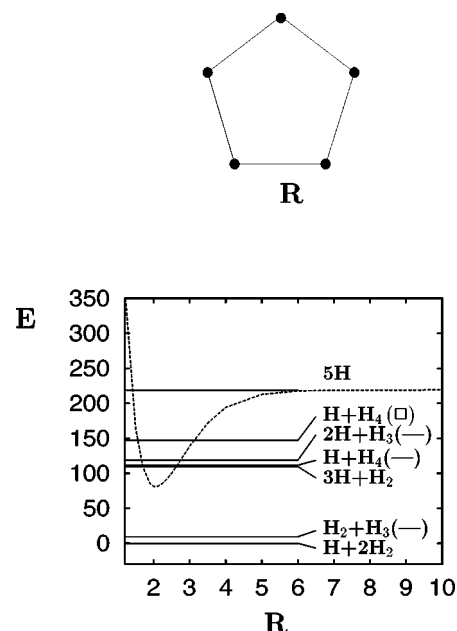 R
E
350
300
250
200
150
100
50
0
5H
H+H₄(□)
2H+H₃(—)
H+H₄(—)
3H+H₂
H₂+H₃(—)
H+2H₂
2 3 4 5 6 7 8 9 10
R